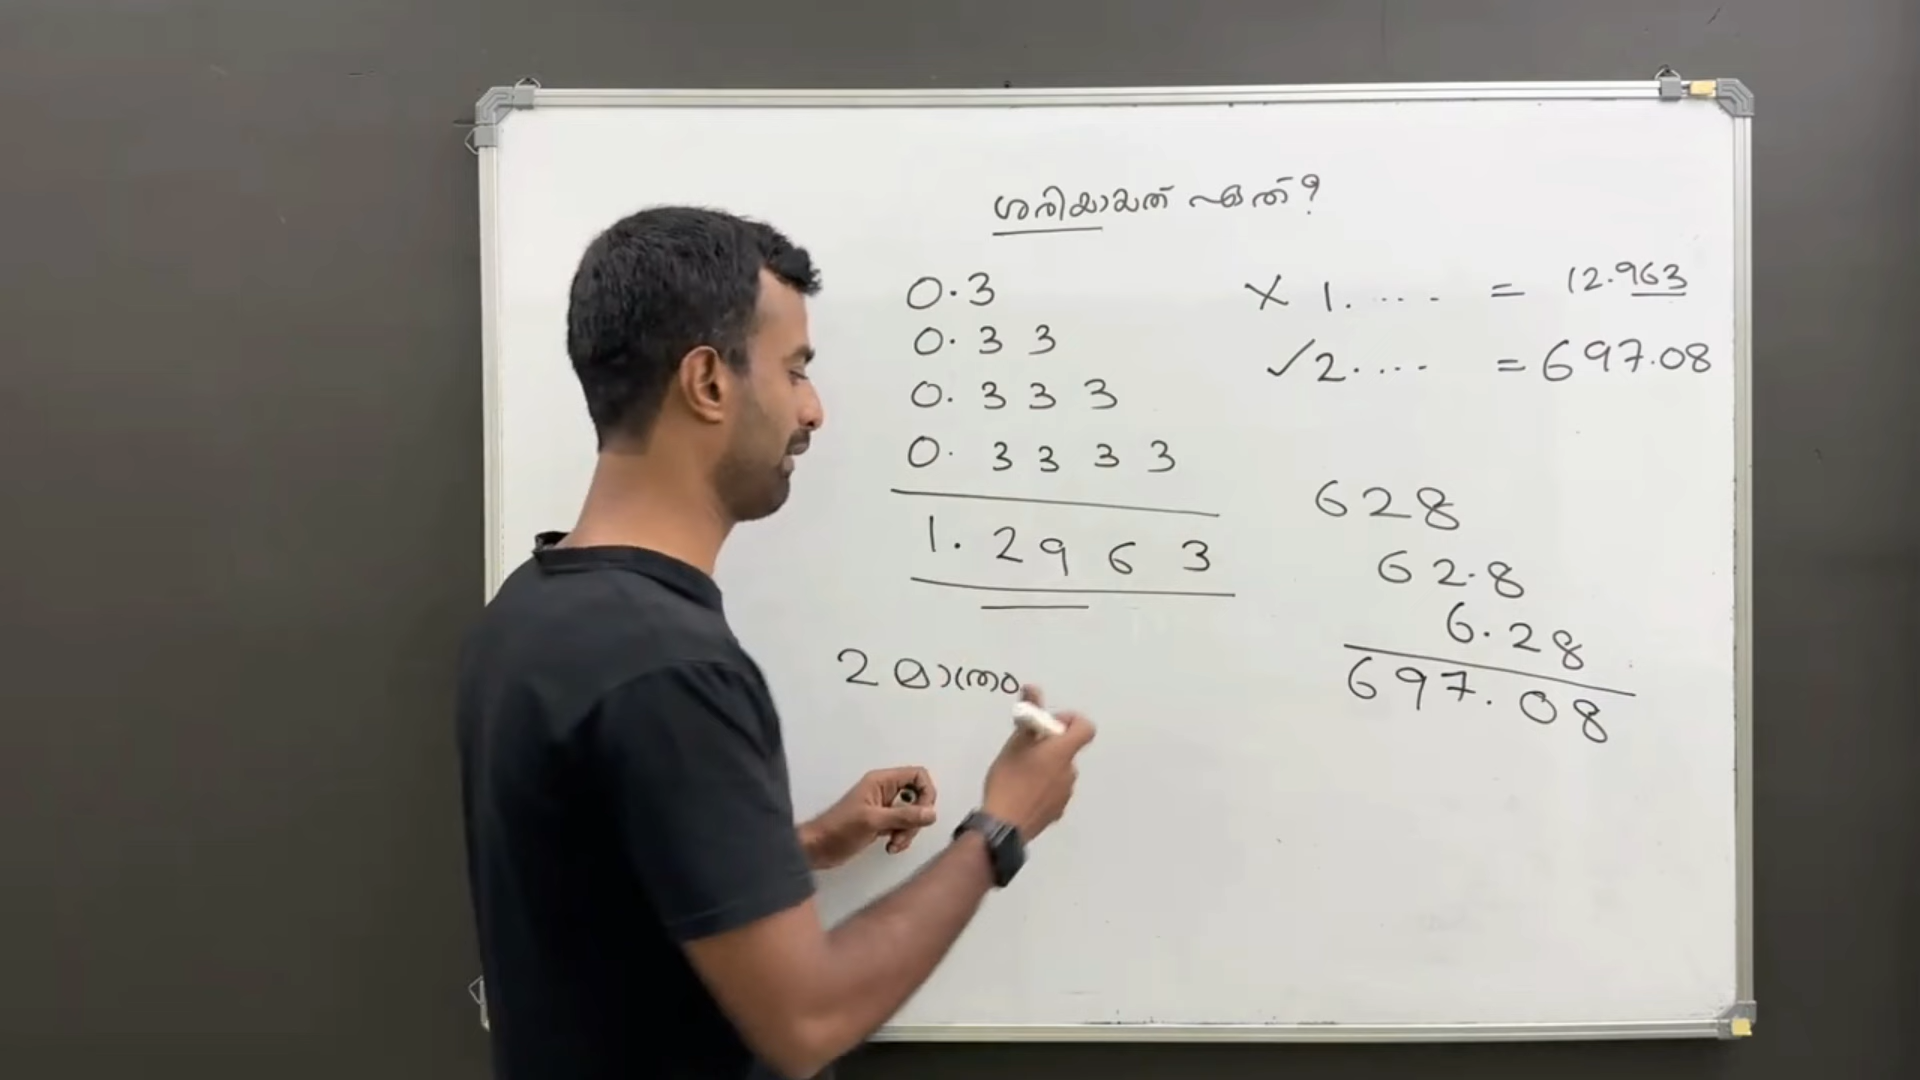 ശരിയായത് ഏത്?
0.3
0.33
0.333
0.3333
1.2963
2 മാത്രം
X 1. .... = 12.963
✓2. .... = 697.08
628
62.8
6.28
697.08